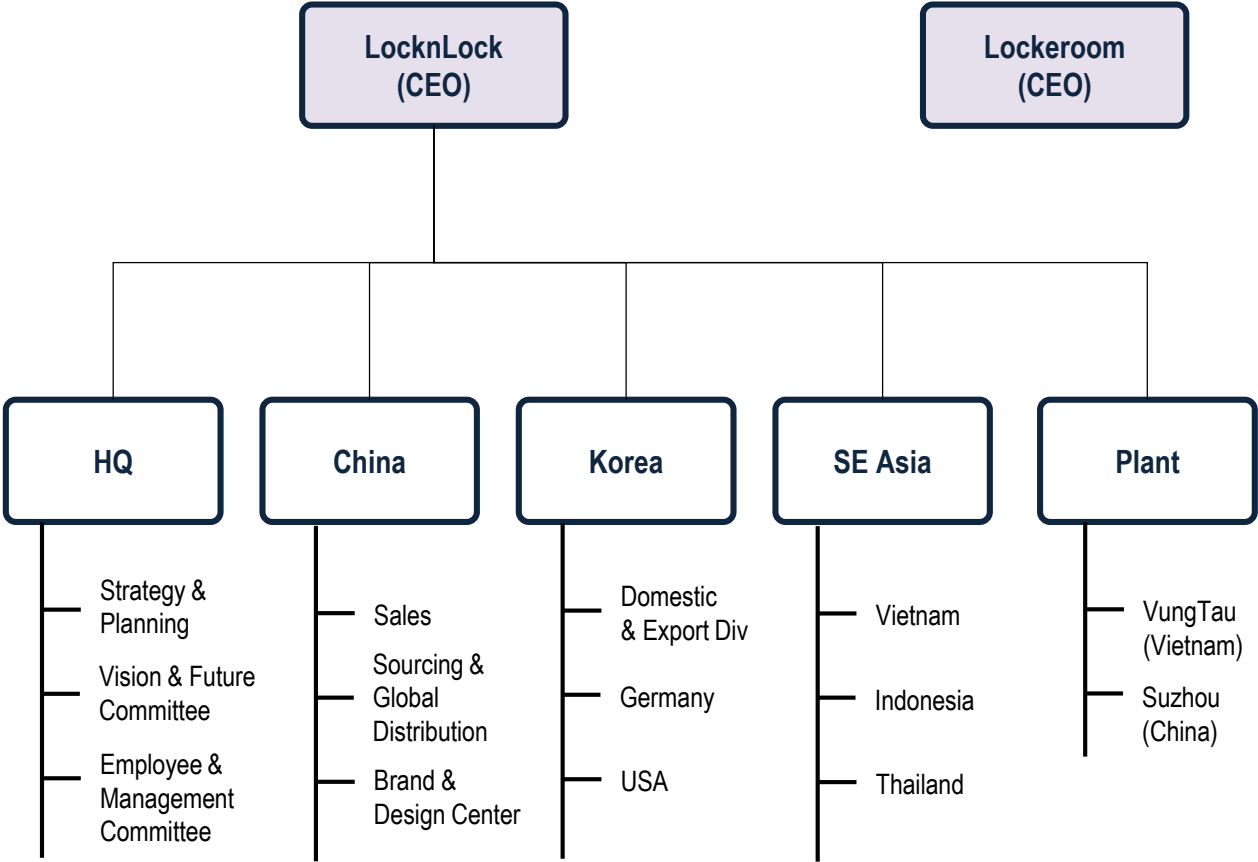 LocknLock
(CEO)
Lockeroom
(CEO)
HQ
China
Korea
SE Asia
Plant
Strategy &
Planning
Vision & Future
Committee
Employee &
Management
Committee
Sales
Sourcing &
Global
Distribution
Brand &
Design Center
Domestic
& Export Div
Germany
USA
Vietnam
Indonesia
Thailand
VungTau
(Vietnam)
Suzhou
(China)